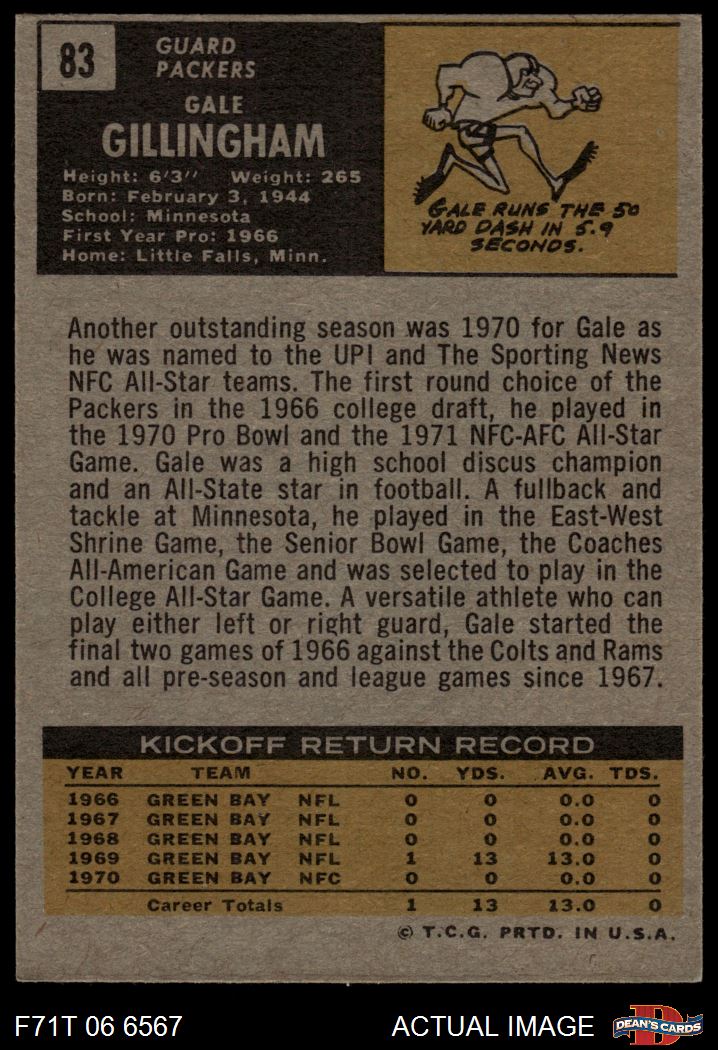 83
GUARD
PACKERS
GALE
GILLINGHAM
Height: 6'3" Weight: 265
Born: February 3, 1944
School: Minnesota
First Year Pro: 1966
Home: Little Falls, Minn.
GALE RUNS THE 50
YARD DASH IN 5.9
SECONDS.
Another outstanding season was 1970 for Gale as
he was named to the UPI and The Sporting News
NFC All-Star teams. The first round choice of the
Packers in the 1966 college draft, he played in
the 1970 Pro Bowl and the 1971 NFC-AFC All-Star
Game. Gale was a high school discus champion
and an All-State star in football. A fullback and
tackle at Minnesota, he played in the East-West
Shrine Game, the Senior Bowl Game, the Coaches
All-American Game and was selected to play in the
College All-Star Game. A versatile athlete who can
play either left or right guard, Gale started the
final two games of 1966 against the Colts and Rams
and all pre-season and league games since 1967.
KICKOFF RETURN RECORD
YEAR TEAM NO. YDS. AVG. TDS.
1966 GREEN BAY NFL 0 0 0.0 0
1967 GREEN BAY NFL 0 0 0.0 0
1968 GREEN BAY NFL 0 0 0.0 0
1969 GREEN BAY NFL 1 13 13.0 0
1970 GREEN BAY NFC 0 0 0.0 0
Career Totals 1 13 13.0 0
© T.C.G. PRTD. IN U.S.A.
F71T 06 6567 ACTUAL IMAGE DEAN'S CARDS